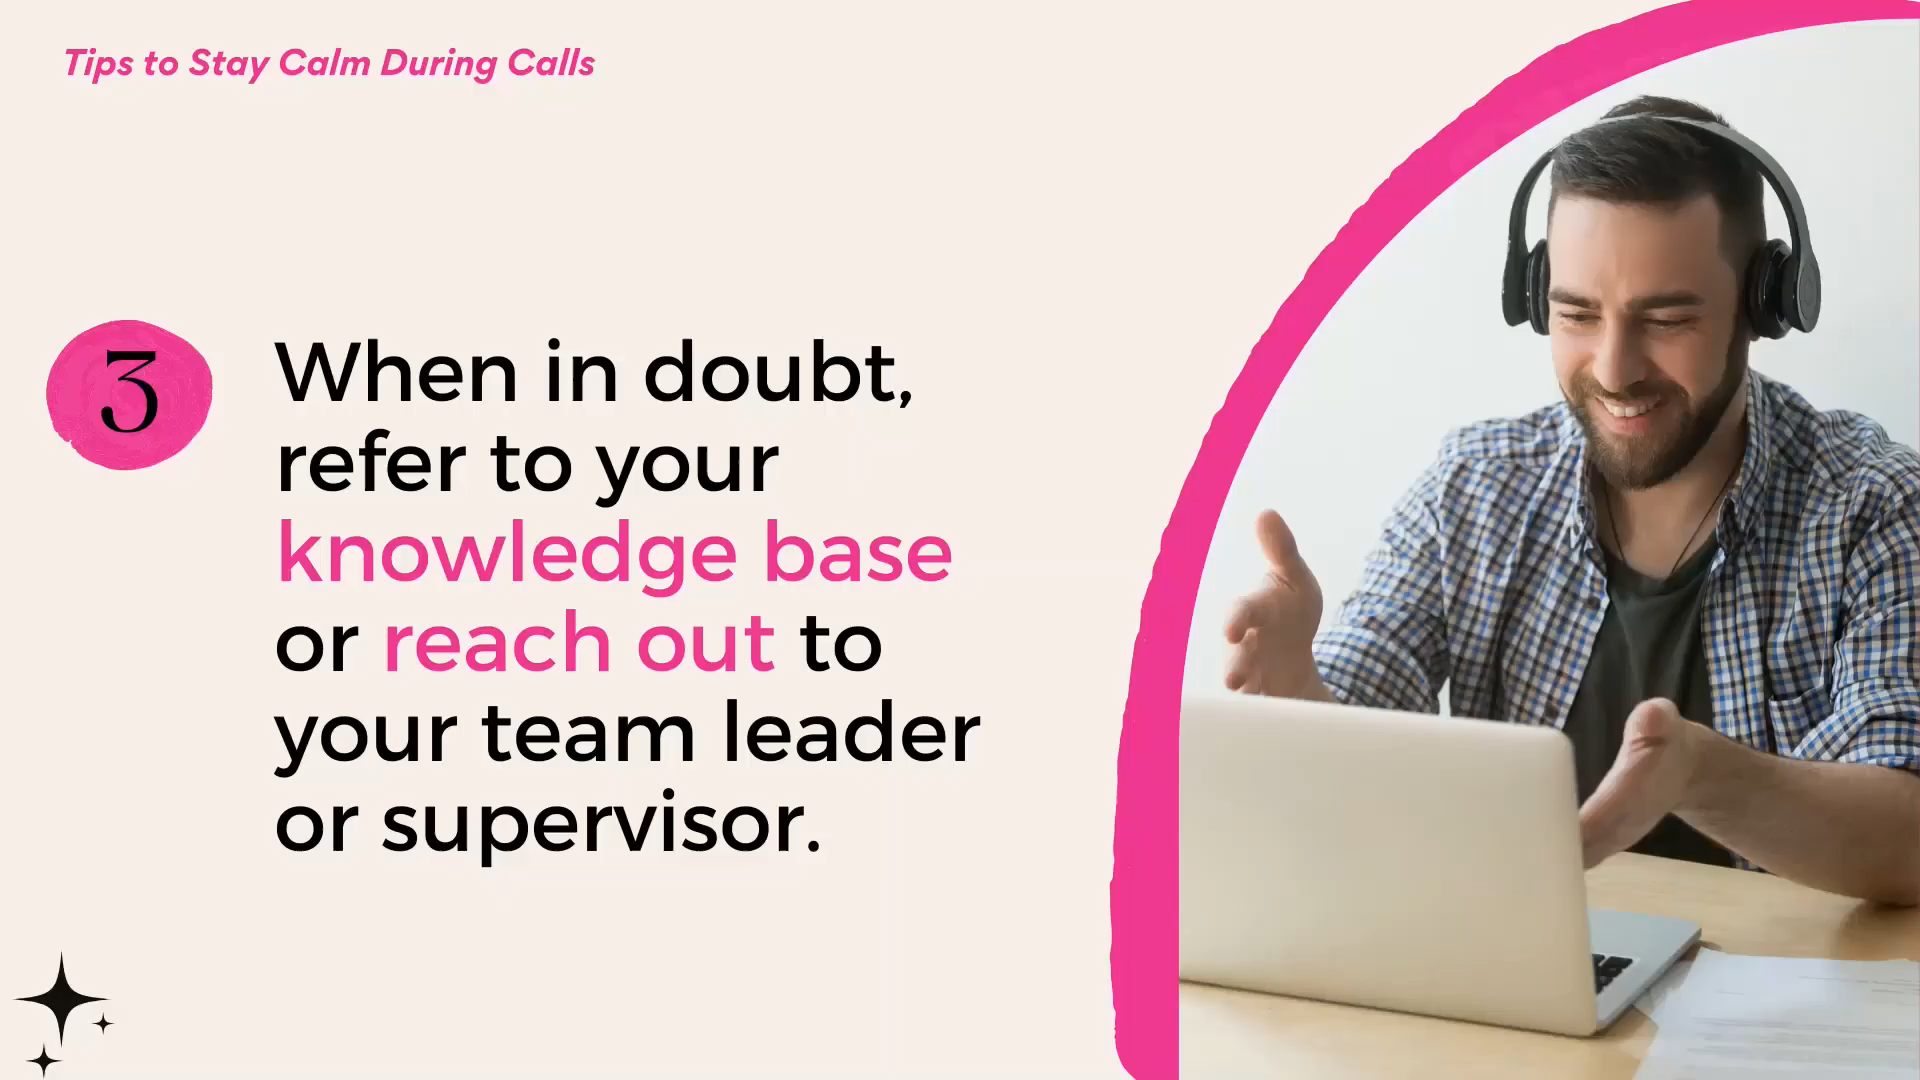 Tips to Stay Calm During Calls
3
When in doubt,
refer to your
knowledge base
or reach out to
your team leader
or supervisor.